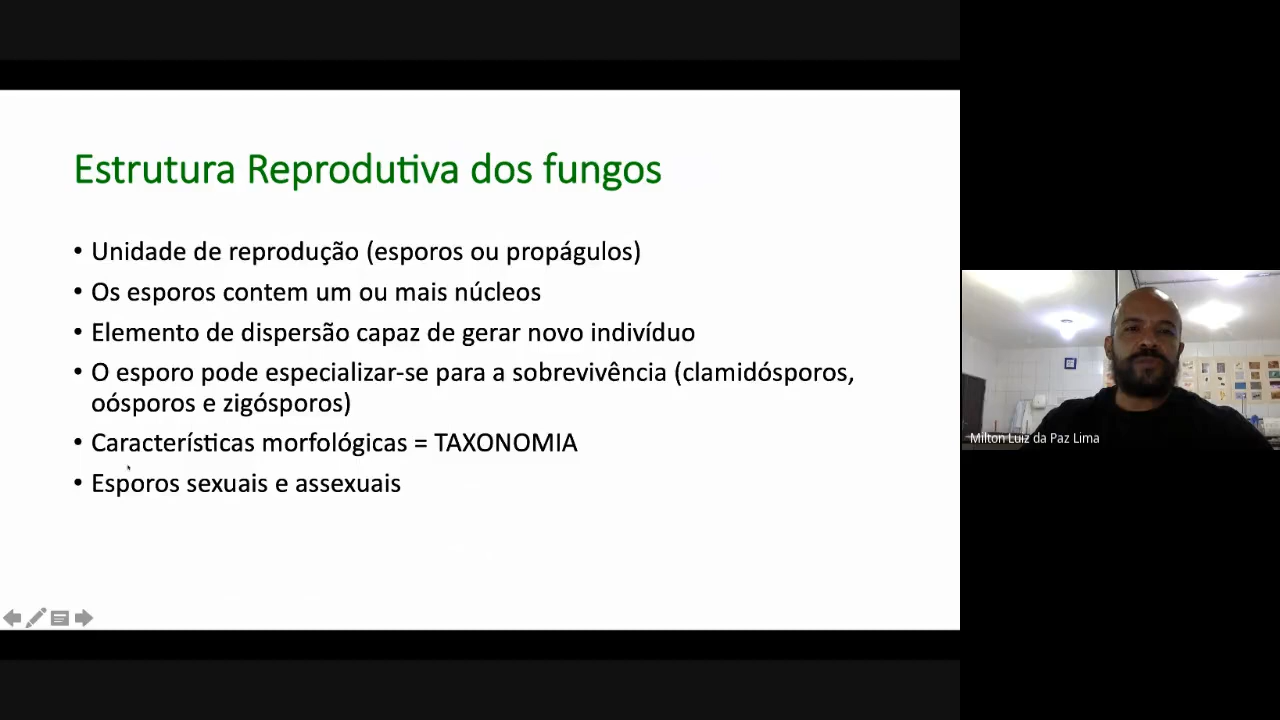 Estrutura Reprodutiva dos fungos
• Unidade de reprodução (esporos ou propágulos)
• Os esporos contem um ou mais núcleos
• Elemento de dispersão capaz de gerar novo indivíduo
• O esporo pode especializar-se para a sobrevivência (clamidósporos,
oósporos e zigósporos)
• Características morfológicas = TAXONOMIA
• Esporos sexuais e assexuais
Milton Luiz da Paz Lima